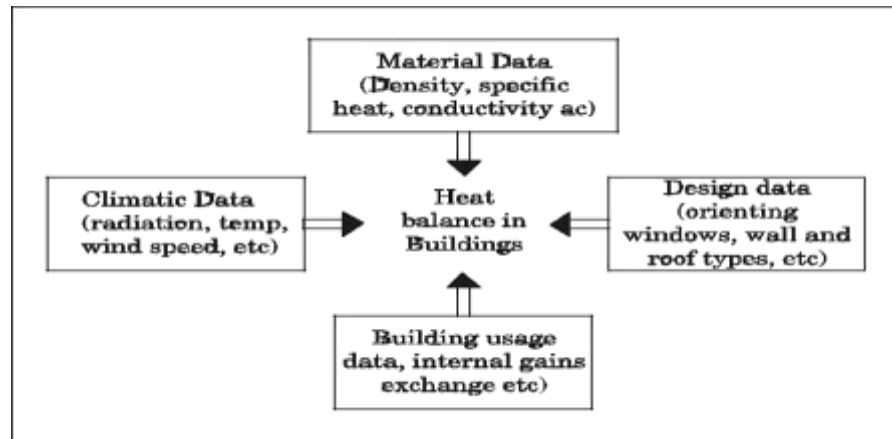 Material Data
(Density, specific
heat, conductivity ac)
Climatic Data
(radiation, temp,
wind speed, etc)
Heat
balance in
Buildings
Design data
(orienting
windows, wall and
roof types, etc)
Building usage
data, internal gains
exchange etc)